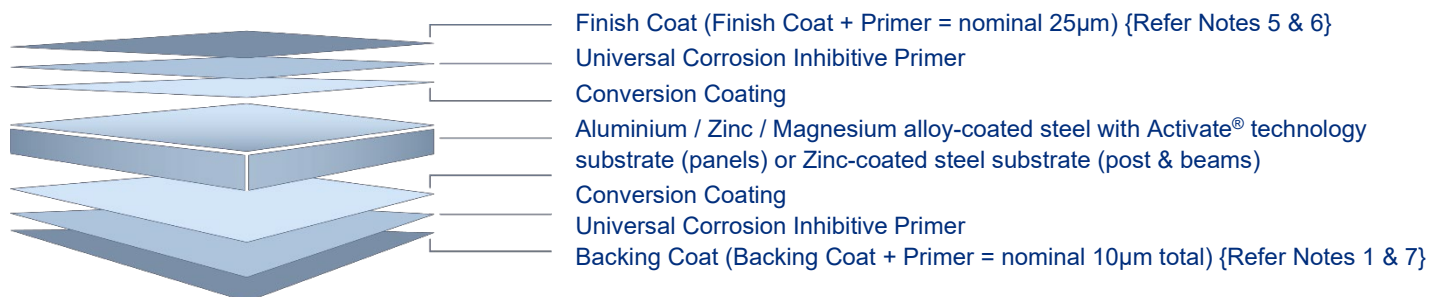 Finish Coat (Finish Coat + Primer = nominal 25µm) {Refer Notes 5 & 6}
Universal Corrosion Inhibitive Primer
Conversion Coating
Aluminium / Zinc / Magnesium alloy-coated steel with Activate® technology
substrate (panels) or Zinc-coated steel substrate (post & beams)
Conversion Coating
Universal Corrosion Inhibitive Primer
Backing Coat (Backing Coat + Primer = nominal 10µm total) {Refer Notes 1 & 7}